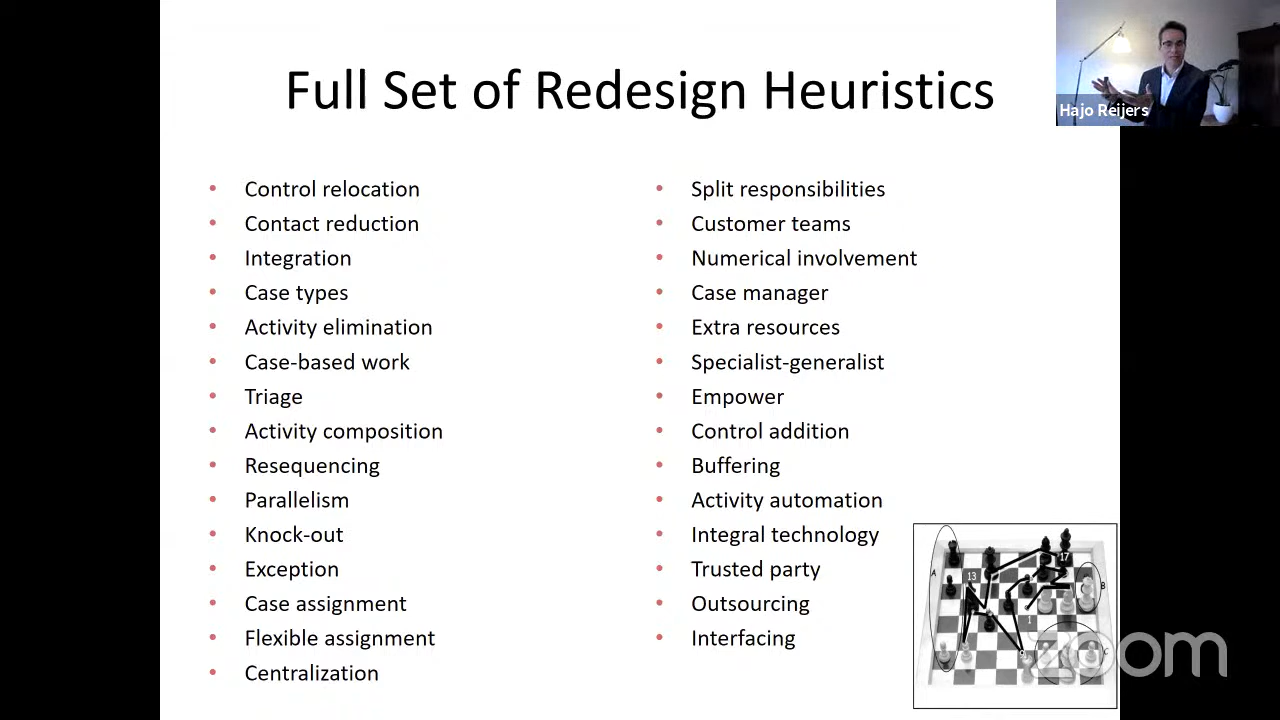 Full Set of Redesign Heuristics
Hajo Reijers
Control relocation
Contact reduction
Integration
Case types
Activity elimination
Case-based work
Triage
Activity composition
Resequencing
Parallelism
Knock-out
Exception
Case assignment
Flexible assignment
Centralization
Split responsibilities
Customer teams
Numerical involvement
Case manager
Extra resources
Specialist-generalist
Empower
Control addition
Buffering
Activity automation
Integral technology
Trusted party
Outsourcing
Interfacing
17
A
13
B
1
C
zoom